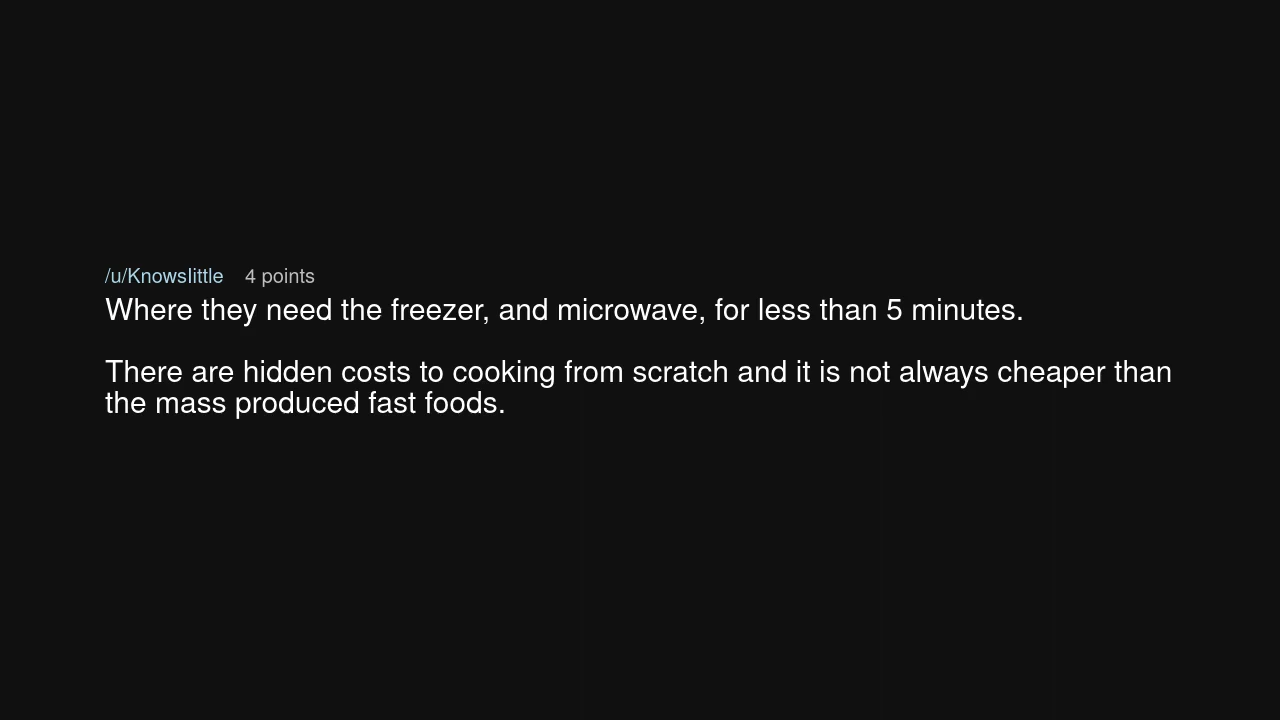 /u/Knowslittle 4 points
Where they need the freezer, and microwave, for less than 5 minutes.
There are hidden costs to cooking from scratch and it is not always cheaper than
the mass produced fast foods.